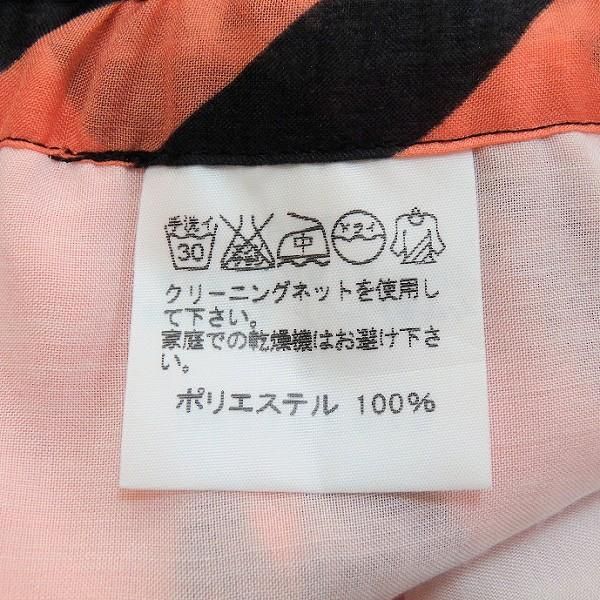 手洗イ 30 中 ドライ
クリーニングネットを使用し
て下さい。
家庭での乾燥機はお避け下さ
い。
ポリエステル 100%